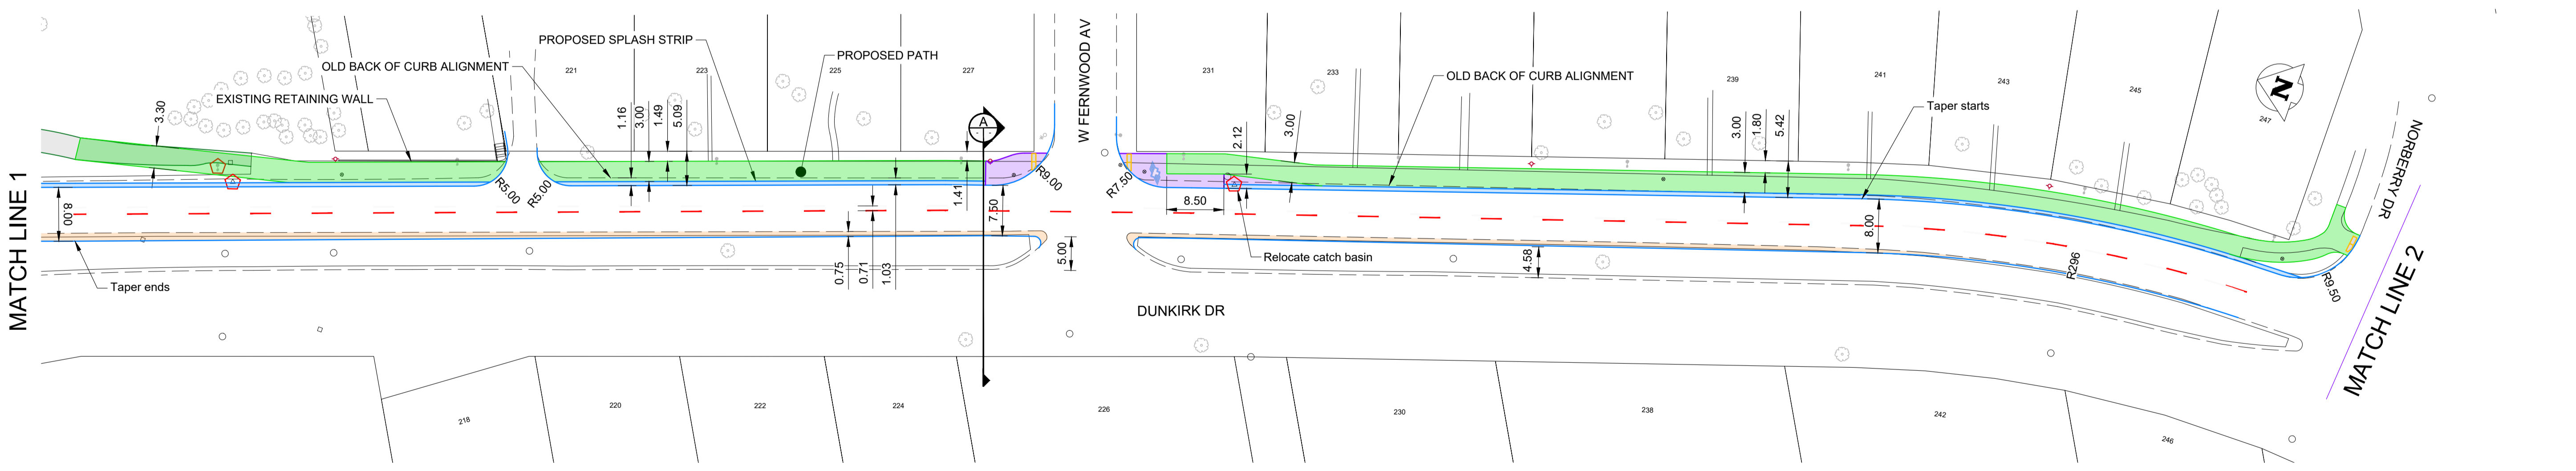 MATCH LINE 1
3.30
EXISTING RETAINING WALL
OLD BACK OF CURB ALIGNMENT
PROPOSED SPLASH STRIP
PROPOSED PATH
221
223
225
227
1.16
3.00
1.49
5.09
A
W FERNWOOD AV
R5.00
R5.00
R9.00
8.00
1.41
7.50
0.75
0.71
1.03
5.00
Taper ends
231
233
239
241
243
245
247
OLD BACK OF CURB ALIGNMENT
Taper starts
N
NORBERRY DR
2.12
3.00
3.00
1.80
5.42
R7.50
8.50
8.00
Relocate catch basin
4.58
R296
R9.50
MATCH LINE 2
DUNKIRK DR
218
220
222
224
226
230
238
242
246